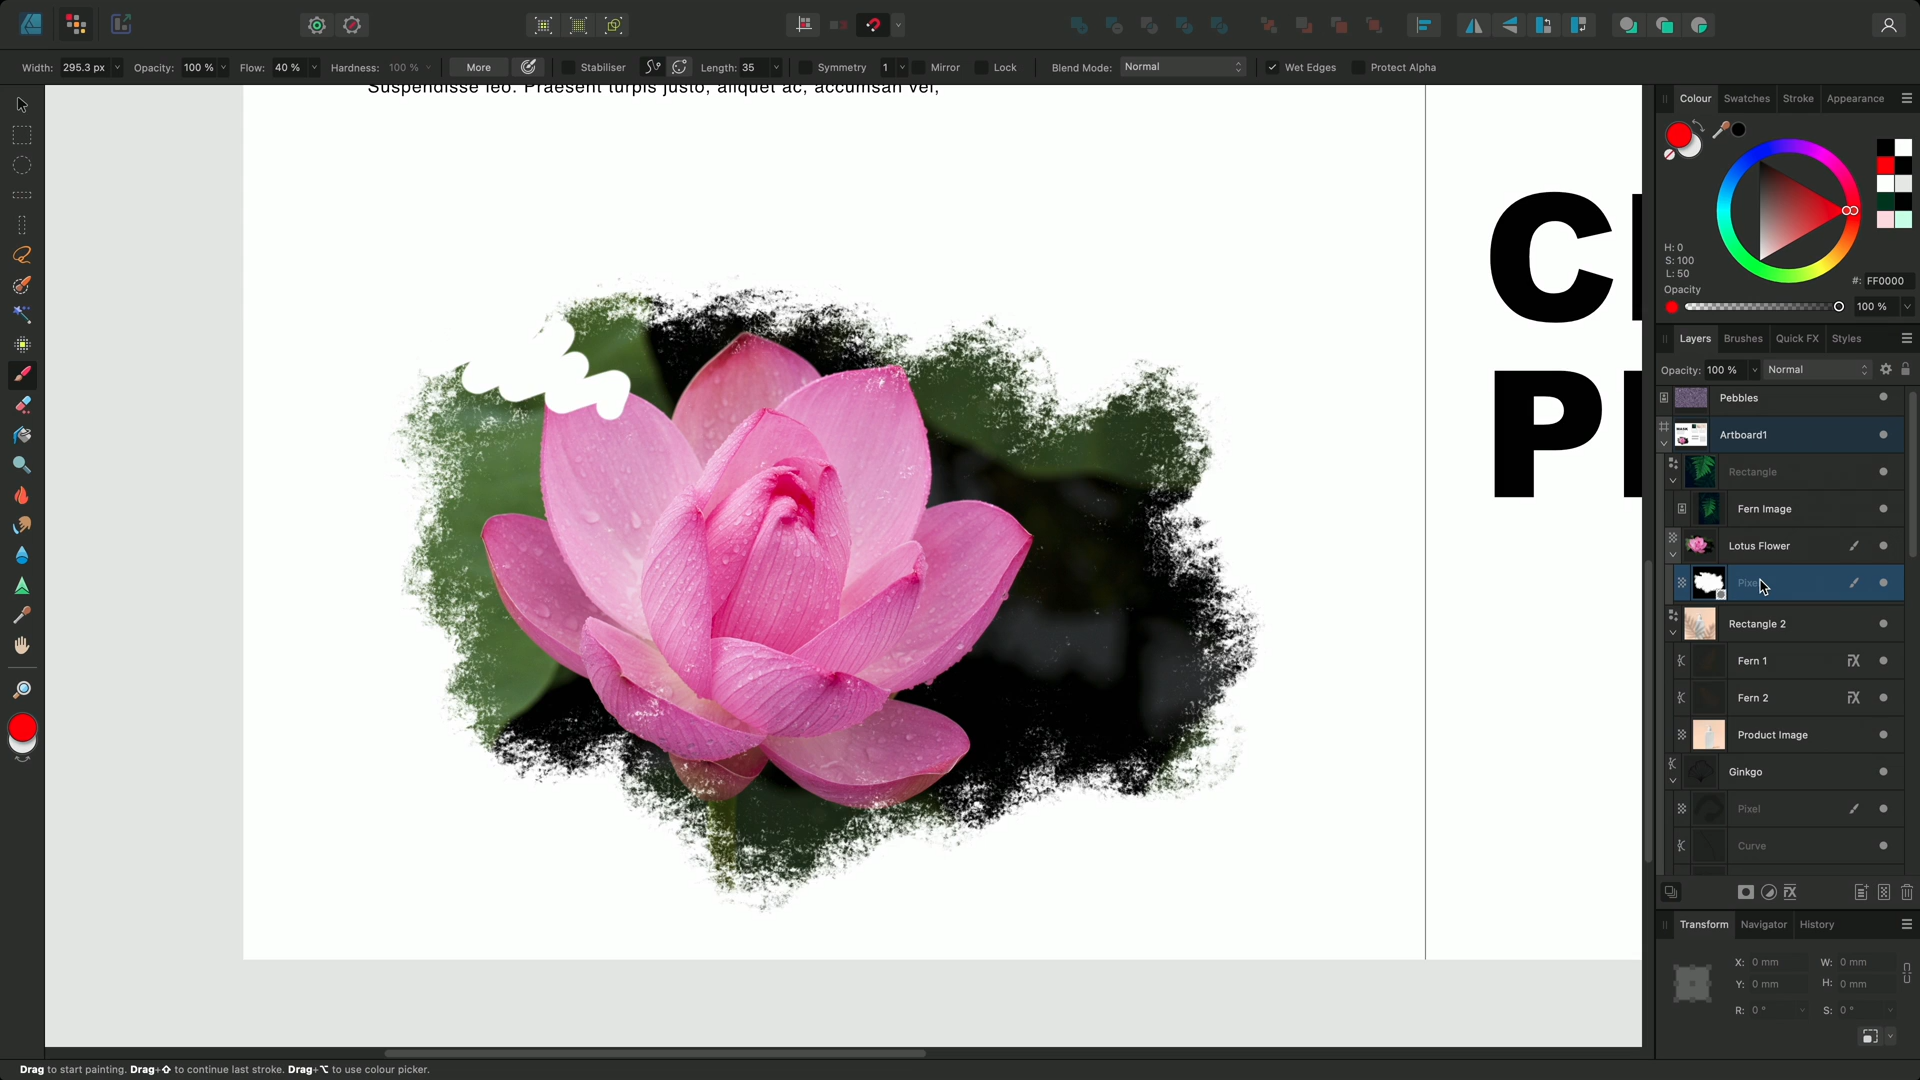 Width: 295.3 px Opacity: 100 % Flow: 40 % Hardness: 100 % More Stabiliser Length: 35 Symmetry 1 Mirror Lock Blend Mode: Normal Wet Edges Protect Alpha
Suspendisse leo. Praesent turpis justo, aliquet ac, accumsan vel,
Colour Swatches Stroke Appearance
H: 0
S: 100
L: 50
#: FF0000
Opacity
100 %
Layers Brushes Quick FX Styles
Opacity: 100 % Normal
Pebbles
Artboard1
Rectangle
Fern Image
Lotus Flower
Pixel
Rectangle 2
Fern 1
Fern 2
Product Image
Ginkgo
Pixel
Curve
Transform Navigator History
X: 0 mm W: 0 mm
Y: 0 mm H: 0 mm
R: 0 ° S: 0 °
Drag to start painting. Drag+⇧ to continue last stroke. Drag+⌥ to use colour picker.